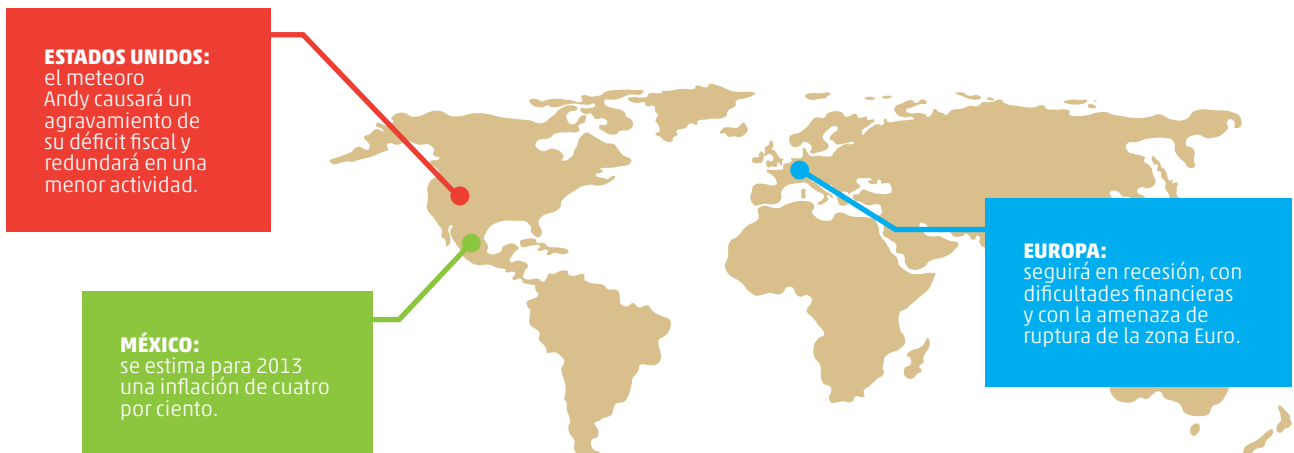 ESTADOS UNIDOS:
el meteoro
Andy causará un
agravamiento de
su déficit fiscal y
redundará en una
menor actividad.
MÉXICO:
se estima para 2013
una inflación de cuatro
por ciento.
EUROPA:
seguirá en recesión, con
dificultades financieras
y con la amenaza de
ruptura de la zona Euro.